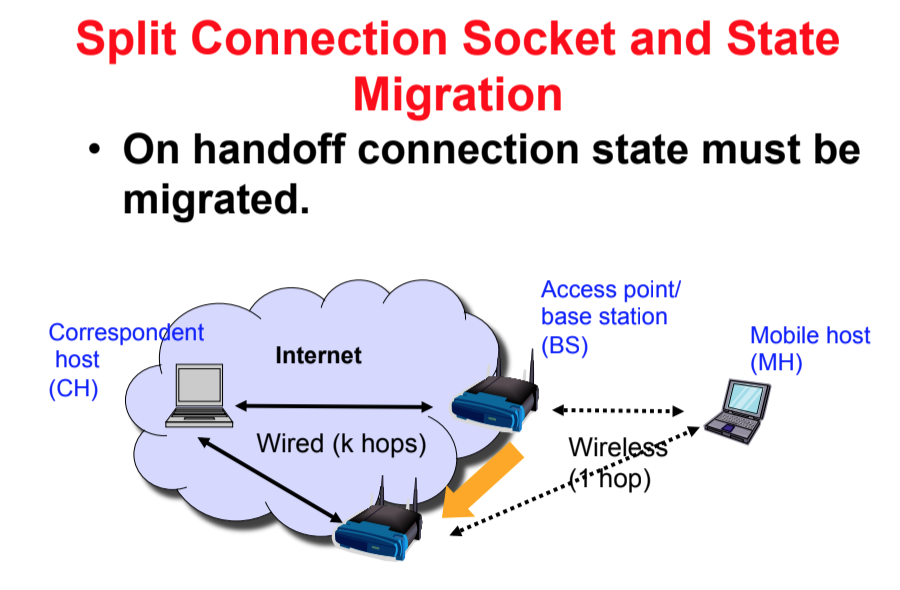 Split Connection Socket and State
Migration
• On handoff connection state must be
migrated.
Access point/
base station
(BS)
Correspondent
host
(CH)
Internet
Mobile host
(MH)
Wired (k hops)
Wireless
(1 hop)